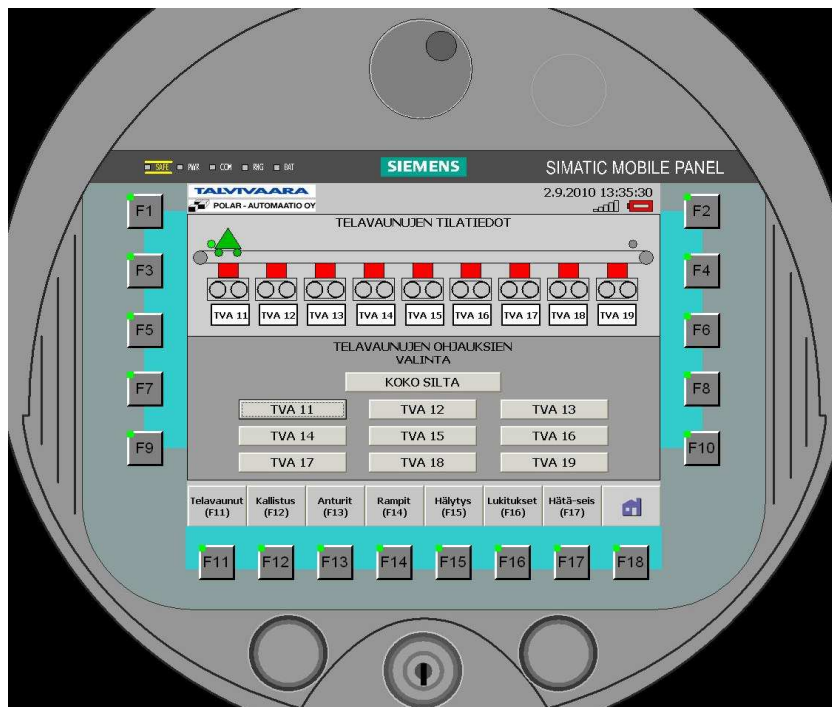 SAFE PWR COM RNG BAT
SIEMENS
SIMATIC MOBILE PANEL
TALVIVAARA
POLAR - AUTOMAATIO OY
2.9.2010 13:35:30
TELAVAUNUJEN TILATIEDOT
TVA 11 TVA 12 TVA 13 TVA 14 TVA 15 TVA 16 TVA 17 TVA 18 TVA 19
TELAVAUNUJEN OHJAUKSIEN
VALINTA
KOKO SILTA
TVA 11 TVA 12 TVA 13
TVA 14 TVA 15 TVA 16
TVA 17 TVA 18 TVA 19
Telavaunut Kallistus Anturit Rampit Hälytys Lukitukset Hätä-seis
(F11) (F12) (F13) (F14) (F15) (F16) (F17)
F1 F2
F3 F4
F5 F6
F7 F8
F9 F10
F11 F12 F13 F14 F15 F16 F17 F18